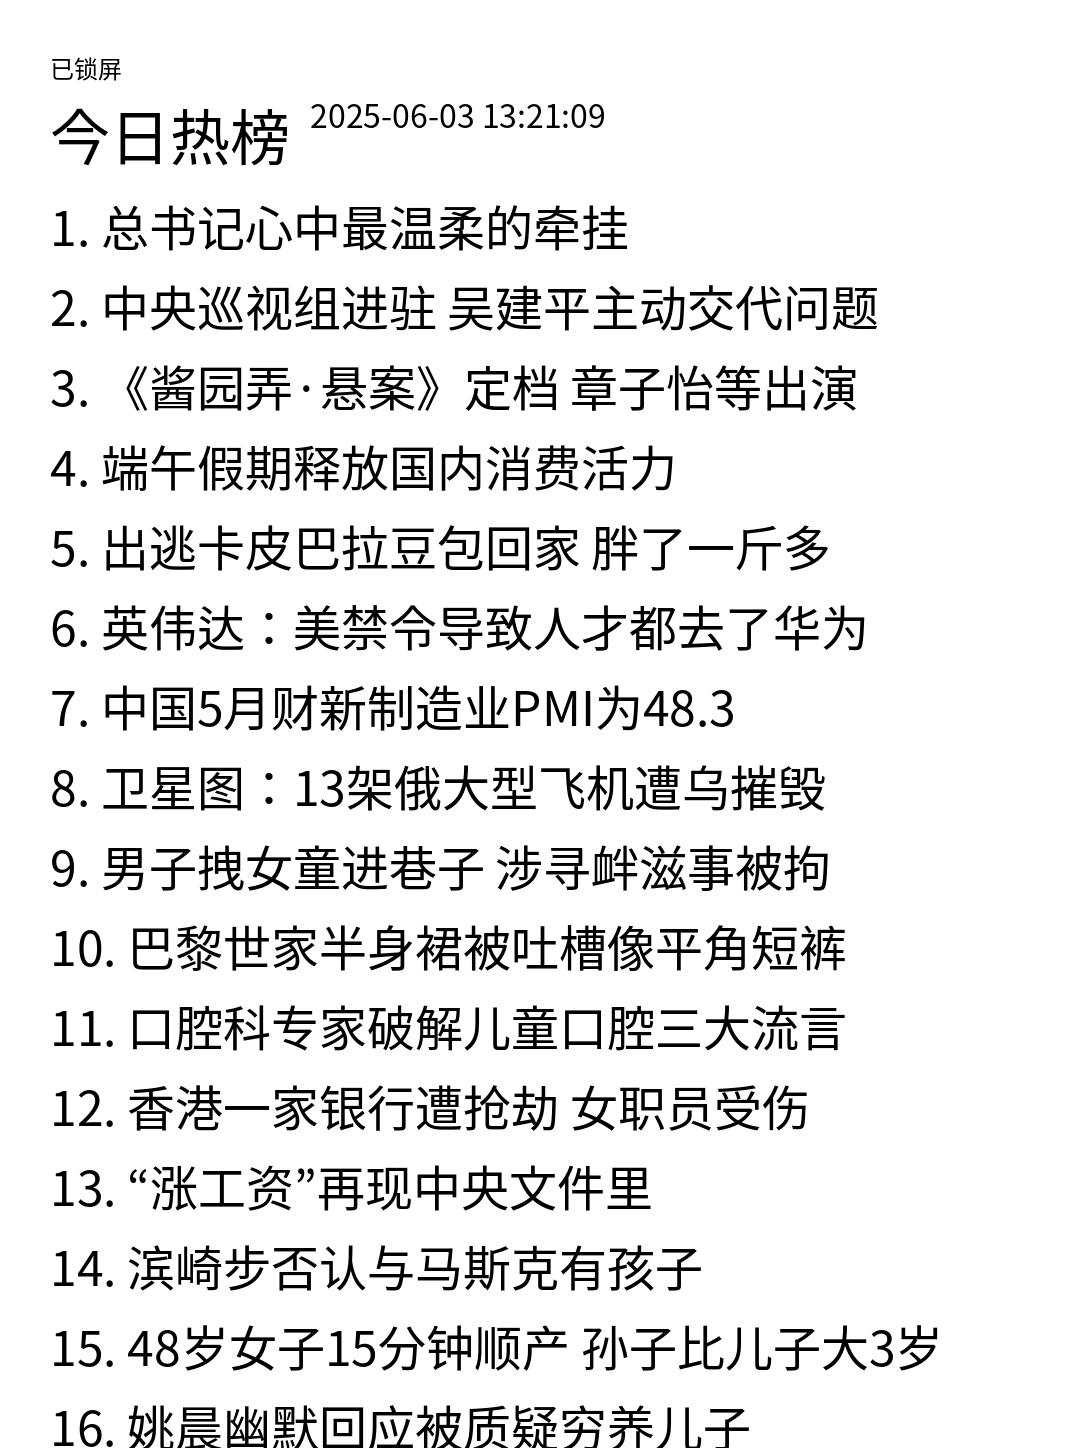 已锁屏
今日热榜 2025-06-03 13:21:09
1. 总书记心中最温柔的牵挂
2. 中央巡视组进驻 吴建平主动交代问题
3. 《酱园弄·悬案》定档 章子怡等出演
4. 端午假期释放国内消费活力
5. 出逃卡皮巴拉豆包回家 胖了一斤多
6. 英伟达：美禁令导致人才都去了华为
7. 中国5月财新制造业PMI为48.3
8. 卫星图：13架俄大型飞机遭乌摧毁
9. 男子拽女童进巷子 涉寻衅滋事被拘
10. 巴黎世家半身裙被吐槽像平角短裤
11. 口腔科专家破解儿童口腔三大流言
12. 香港一家银行遭抢劫 女职员受伤
13. “涨工资”再现中央文件里
14. 滨崎步否认与马斯克有孩子
15. 48岁女子15分钟顺产 孙子比儿子大3岁
16. 姚晨幽默回应被质疑穷养儿子